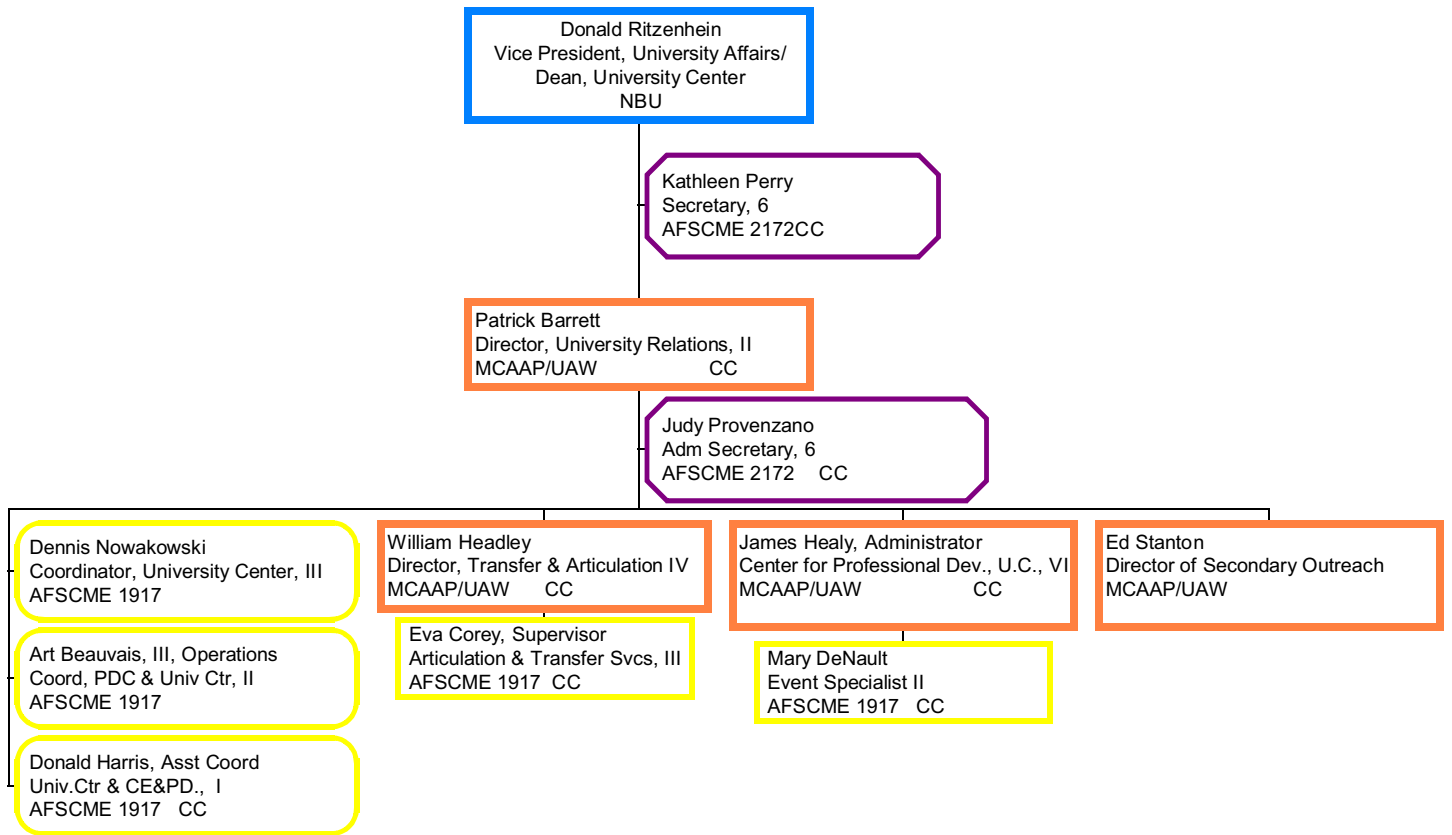 Donald Ritzenhein
Vice President, University Affairs/
Dean, University Center
NBU
Kathleen Perry
Secretary, 6
AFSCME 2172CC
Patrick Barrett
Director, University Relations, II
MCAAP/UAW CC
Judy Provenzano
Adm Secretary, 6
AFSCME 2172 CC
Dennis Nowakowski
Coordinator, University Center, III
AFSCME 1917
Art Beauvais, III, Operations
Coord, PDC & Univ Ctr, II
AFSCME 1917
Donald Harris, Asst Coord
Univ.Ctr & CE&PD., I
AFSCME 1917 CC
William Headley
Director, Transfer & Articulation IV
MCAAP/UAW CC
Eva Corey, Supervisor
Articulation & Transfer Svcs, III
AFSCME 1917 CC
James Healy, Administrator
Center for Professional Dev., U.C., VI
MCAAP/UAW CC
Mary DeNault
Event Specialist II
AFSCME 1917 CC
Ed Stanton
Director of Secondary Outreach
MCAAP/UAW